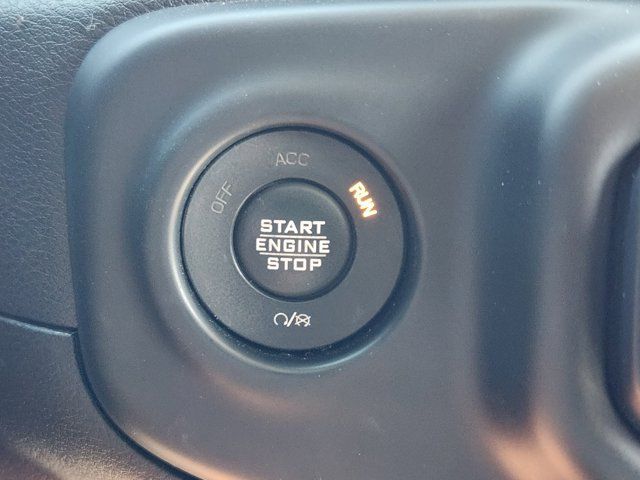 ACC
OFF
RUN
START
ENGINE
STOP